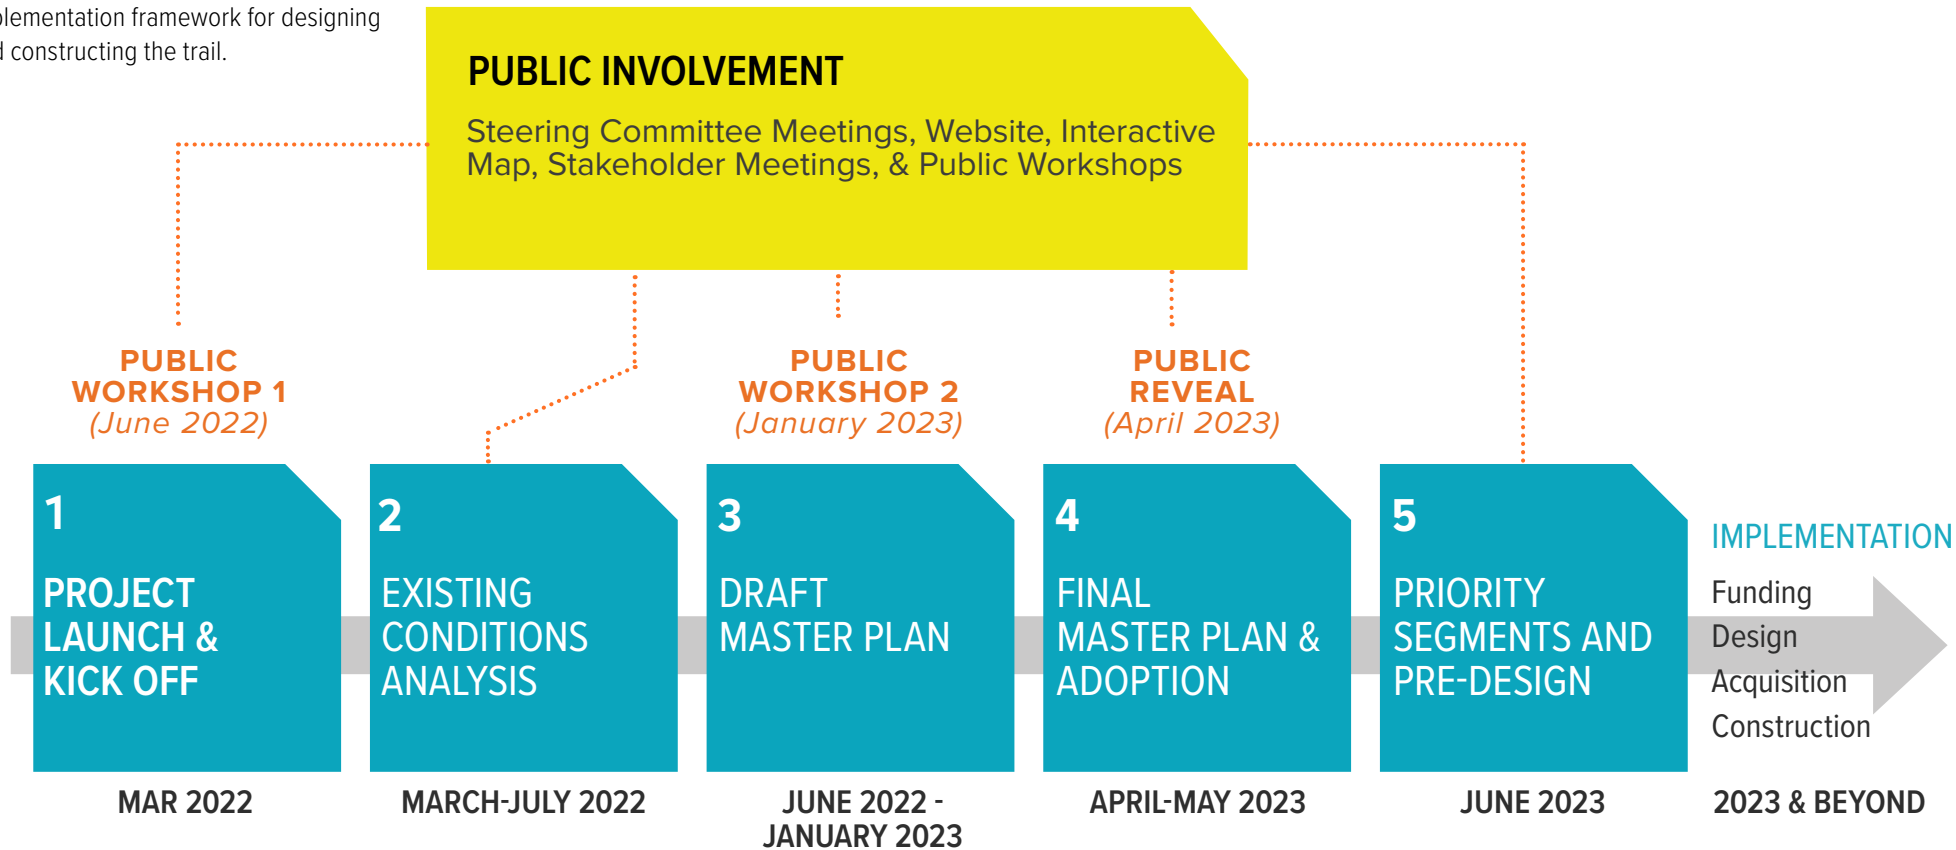 constructing the trail.
implementation framework for designing
PUBLIC INVOLVEMENT
Steering Committee Meetings, Website, Interactive
Map, Stakeholder Meetings, & Public Workshops
PUBLIC
WORKSHOP 1
(June 2022)
PUBLIC
WORKSHOP 2
(January 2023)
PUBLIC
REVEAL
(April 2023)
1
PROJECT
LAUNCH &
KICK OFF
MAR 2022
2
EXISTING
CONDITIONS
ANALYSIS
MARCH-JULY 2022
3
DRAFT
MASTER PLAN
JUNE 2022 -
JANUARY 2023
4
FINAL
MASTER PLAN &
ADOPTION
APRIL-MAY 2023
5
PRIORITY
SEGMENTS AND
PRE-DESIGN
JUNE 2023
IMPLEMENTATION
Funding
Design
Acquisition
Construction
2023 & BEYOND